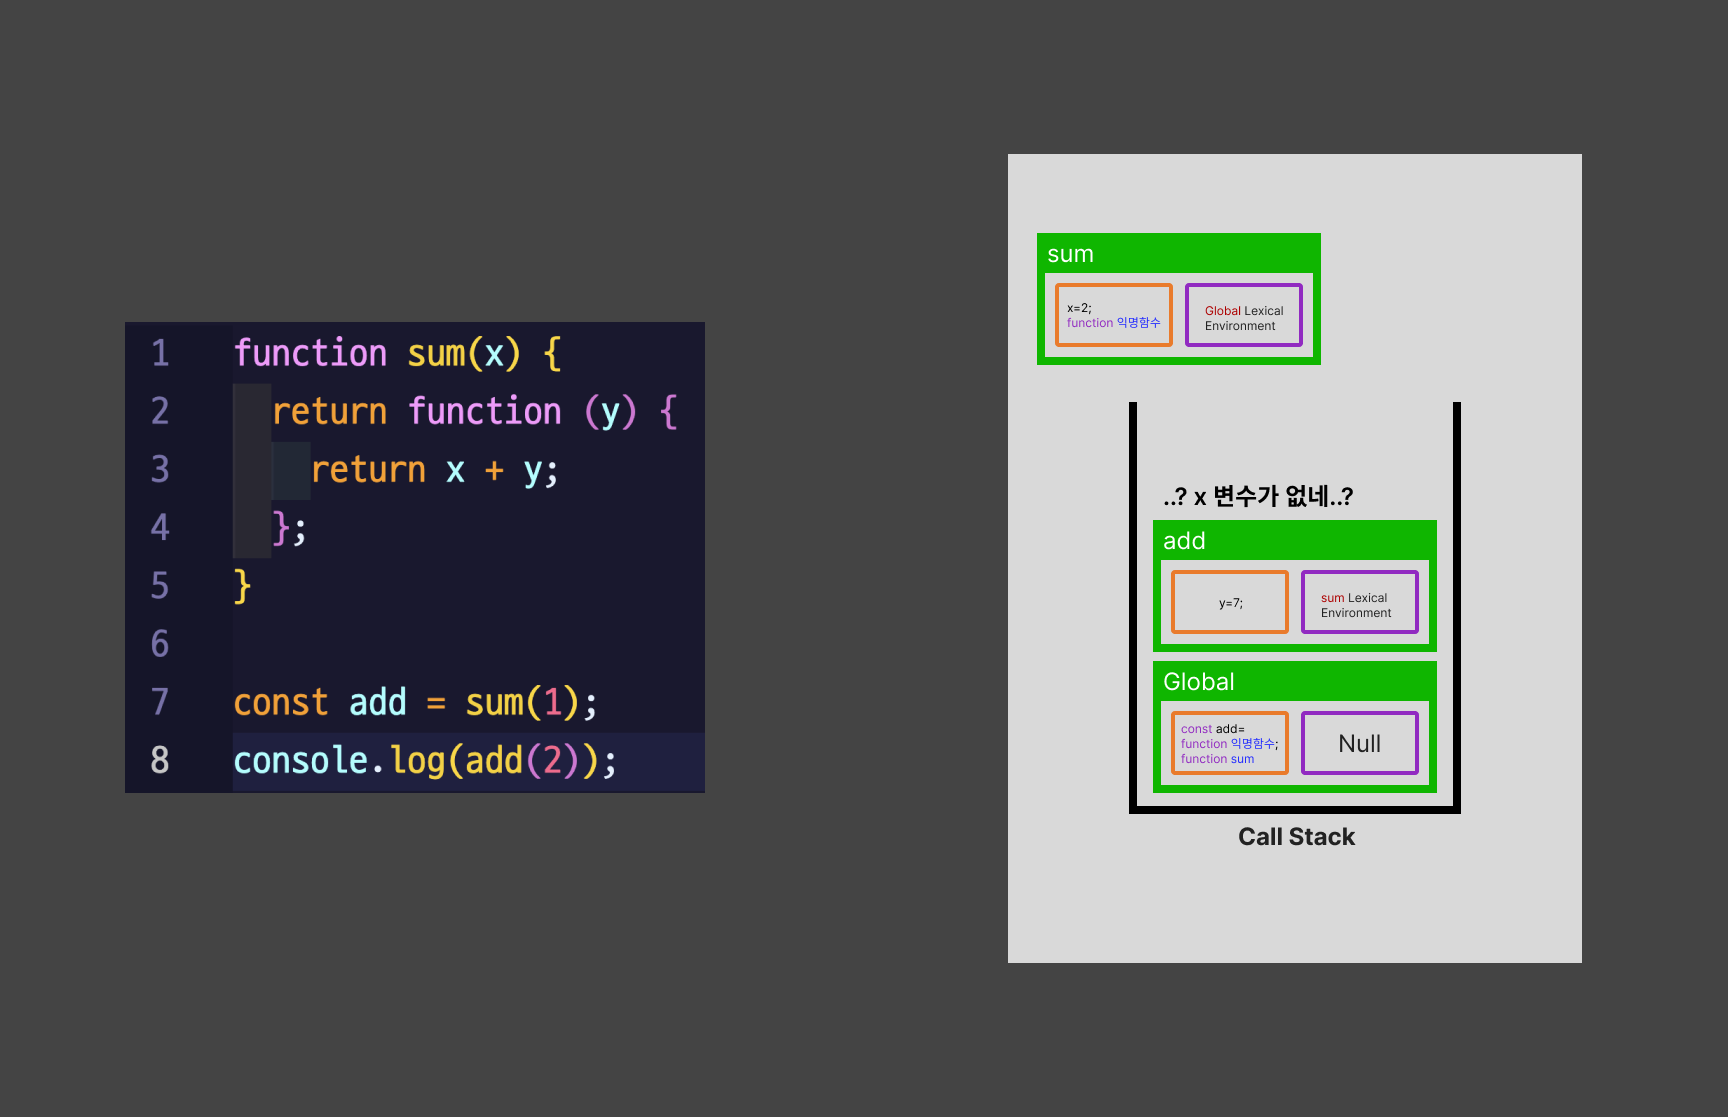 1 function sum(x) {
2 return function (y) {
3 return x + y;
4 };
5 }
6
7 const add = sum(1);
8 console.log(add(2));
sum
x=2;
function 익명함수
Global Lexical
Environment
..? x 변수가 없네..?
add
y=7;
sum Lexical
Environment
Global
const add=
function 익명함수;
function sum
Null
Call Stack